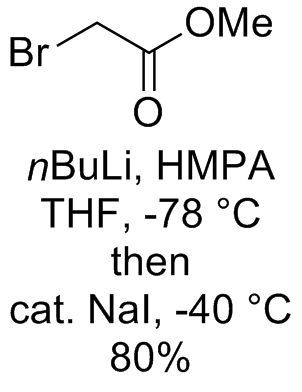 Br
OMe
O
nBuLi, HMPA
THF, -78 °C
then
cat. NaI, -40 °C
80%